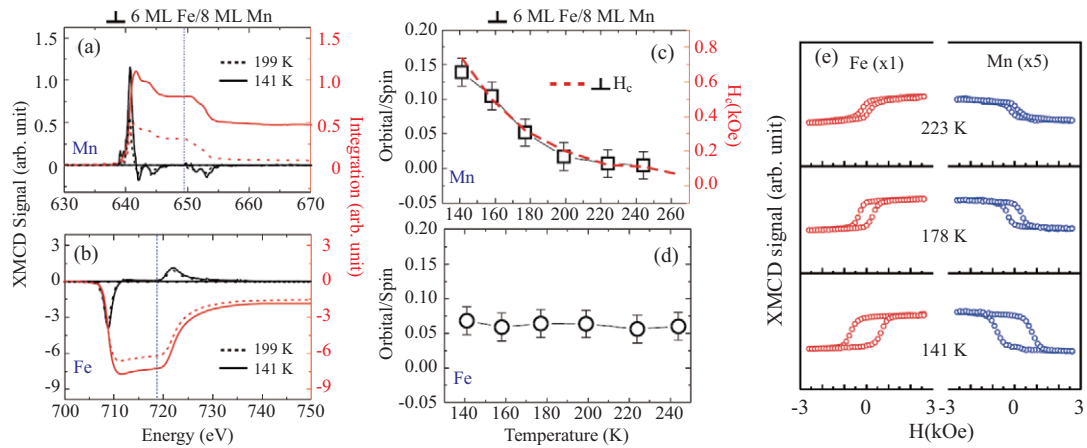 ⊥ 6 ML Fe/8 ML Mn
(a)
199 K
141 K
Mn
1.5
1.0
0.5
0
1.5
1.0
0.5
0.0
630 640 650 660 670
XMCD Signal (arb. unit)
Integration (arb. unit)
(b)
199 K
141 K
Fe
3
0
-3
-6
-9
3
0
-3
-6
-9
700 710 720 730 740 750
Energy (eV)
⊥ 6 ML Fe/8 ML Mn
(c)
⊥H_c
Mn
0.20
0.15
0.10
0.05
0.00
-0.05
Orbital/Spin
0.8
0.6
0.4
0.2
0.0
H_c(kOe)
140 160 180 200 220 240 260
(d)
Fe
0.20
0.15
0.10
0.05
0.00
-0.05
Orbital/Spin
140 160 180 200 220 240
Temperature (K)
(e)
Fe (x1)
Mn (x5)
223 K
178 K
141 K
XMCD signal (arb. unit)
-3 0 3
-3 0 3
H(kOe)